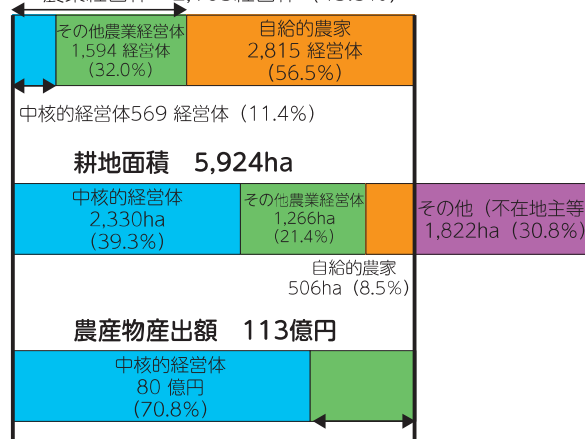 その他農業経営体
1,594 経営体
(32.0%)
自給的農家
2,815 経営体
(56.5%)
中核的経営体569 経営体（11.4%）
耕地面積　5,924ha
中核的経営体
2,330ha
(39.3%)
その他農業経営体
1,266ha
(21.4%)
その他（不在地主等
1,822ha（30.8%）
自給的農家
506ha（8.5%）
農産物産出額　113億円
中核的経営体
80 億円
(70.8%)